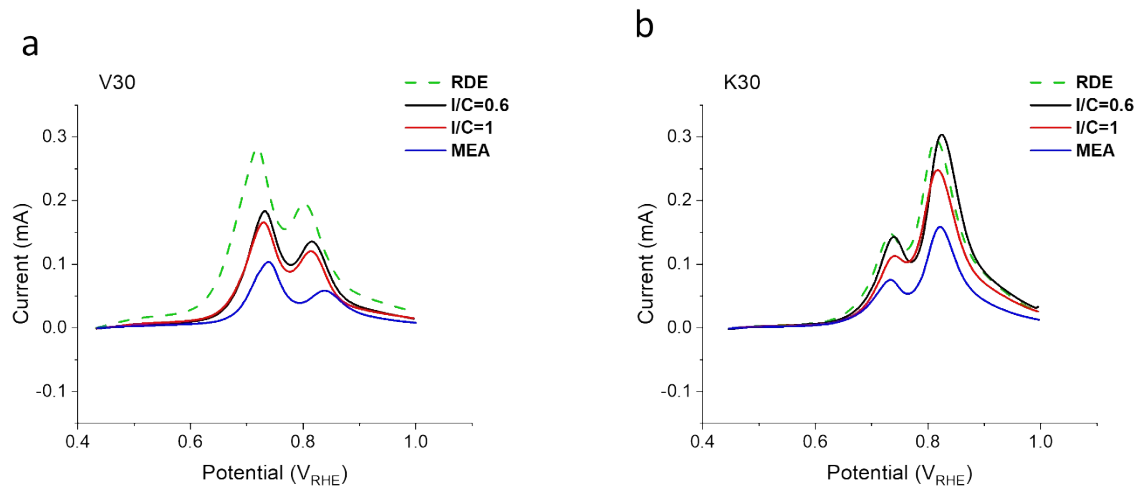 a
V30
RDE
I/C=0.6
I/C=1
MEA
0.3
0.2
0.1
0.0
-0.1
Current (mA)
0.4
0.6
0.8
1.0
Potential (V_RHE)
b
K30
RDE
I/C=0.6
I/C=1
MEA
0.3
0.2
0.1
0.0
-0.1
Current (mA)
0.4
0.6
0.8
1.0
Potential (V_RHE)